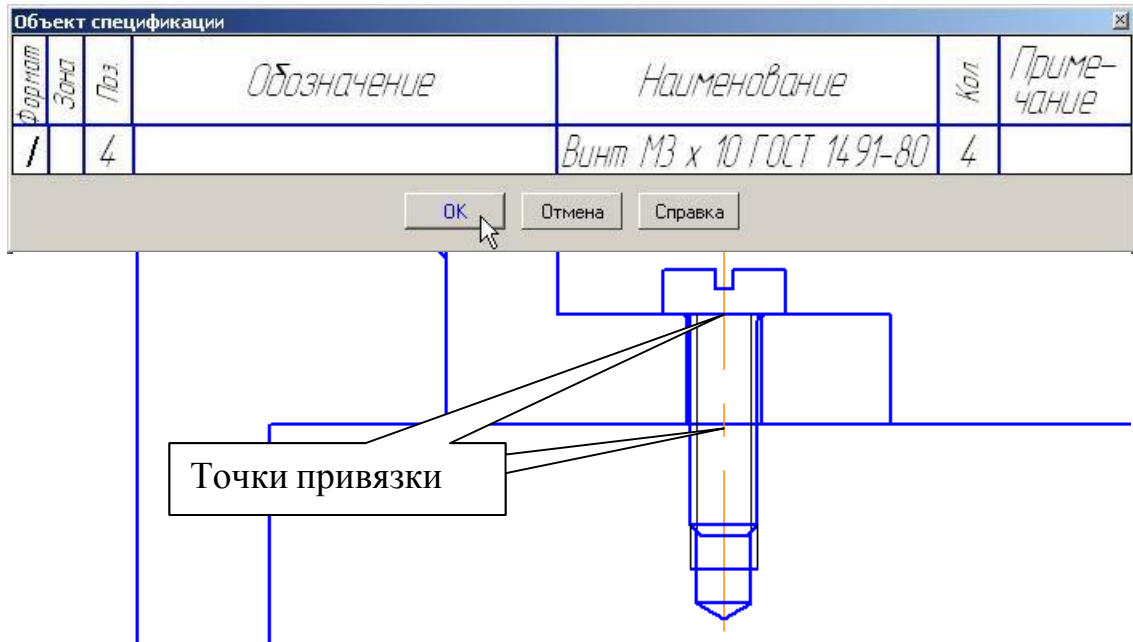 Объект спецификации
Формат Зона Поз. Обозначение Наименование Кол. Приме-
чание
/ 4 Винт М3 х 10 ГОСТ 1491-80 4
ОК Отмена Справка
Точки привязки